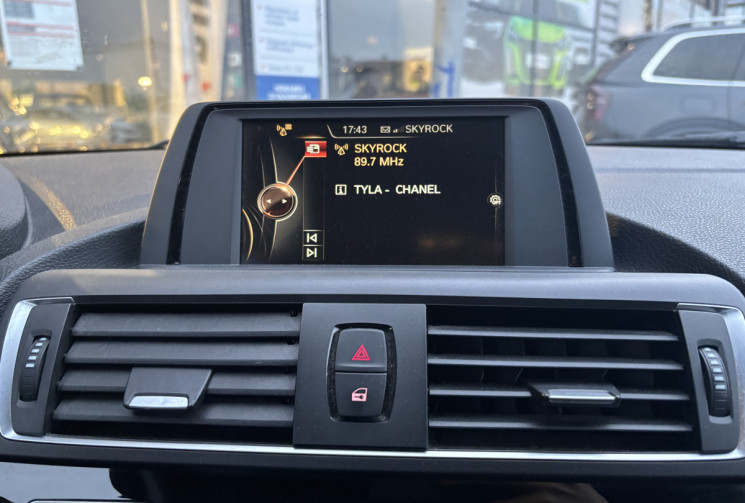 17:43 SKYROCK
SKYROCK
89.7 MHz
i TYLA - CHANEL